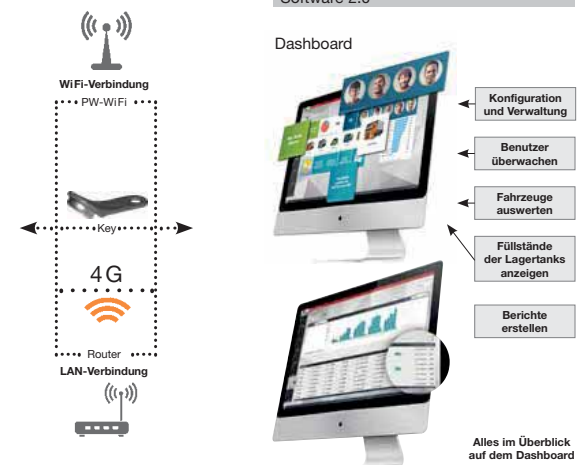 Software 2.0
Dashboard
WiFi-Verbindung
PW-WiFi
Key
4G
Router
LAN-Verbindung
Konfiguration
und Verwaltung
Benutzer
überwachen
Fahrzeuge
auswerten
Füllstände
der Lagertanks
anzeigen
Berichte
erstellen
Alles im Überblick
auf dem Dashboard